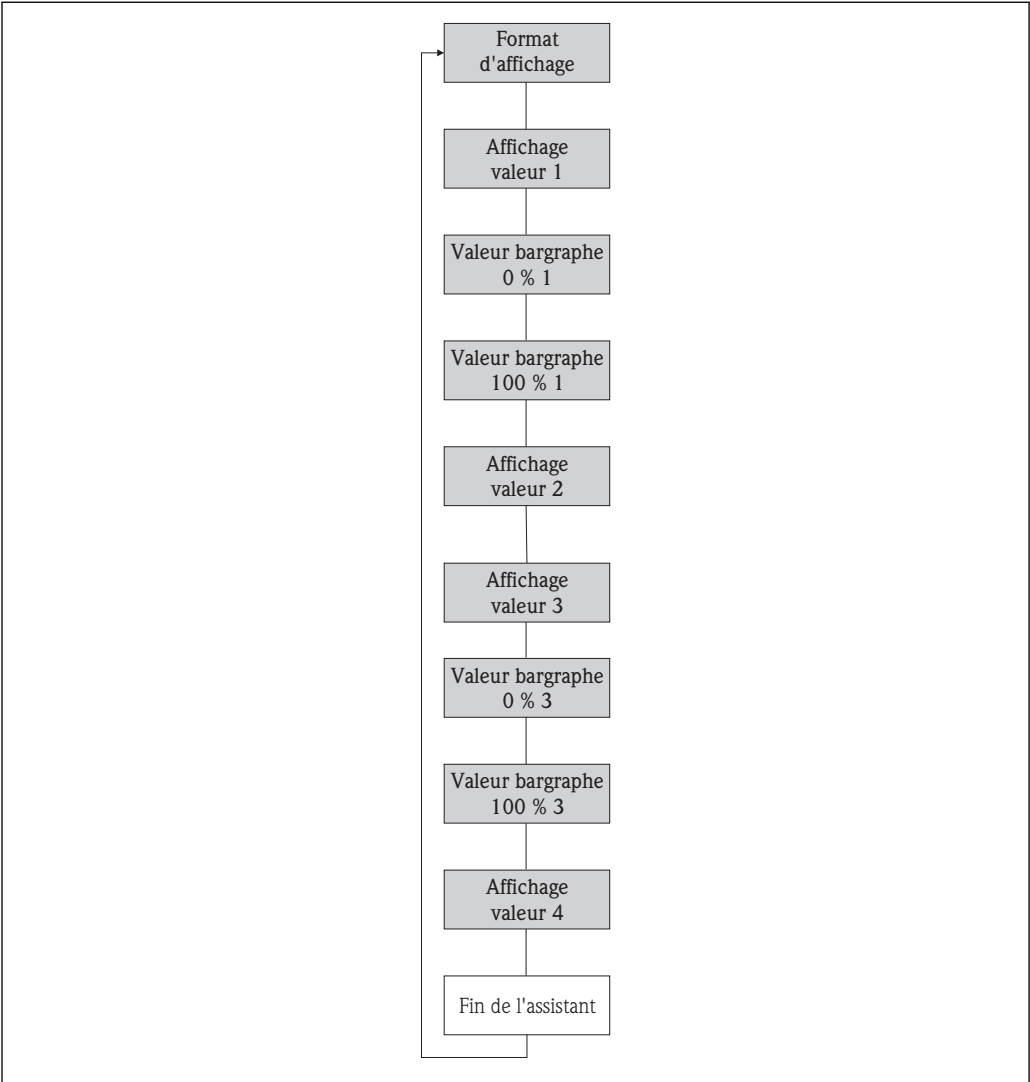 Format
d'affichage
Affichage
valeur 1
Valeur bargraphe
0 % 1
Valeur bargraphe
100 % 1
Affichage
valeur 2
Affichage
valeur 3
Valeur bargraphe
0 % 3
Valeur bargraphe
100 % 3
Affichage
valeur 4
Fin de l'assistant